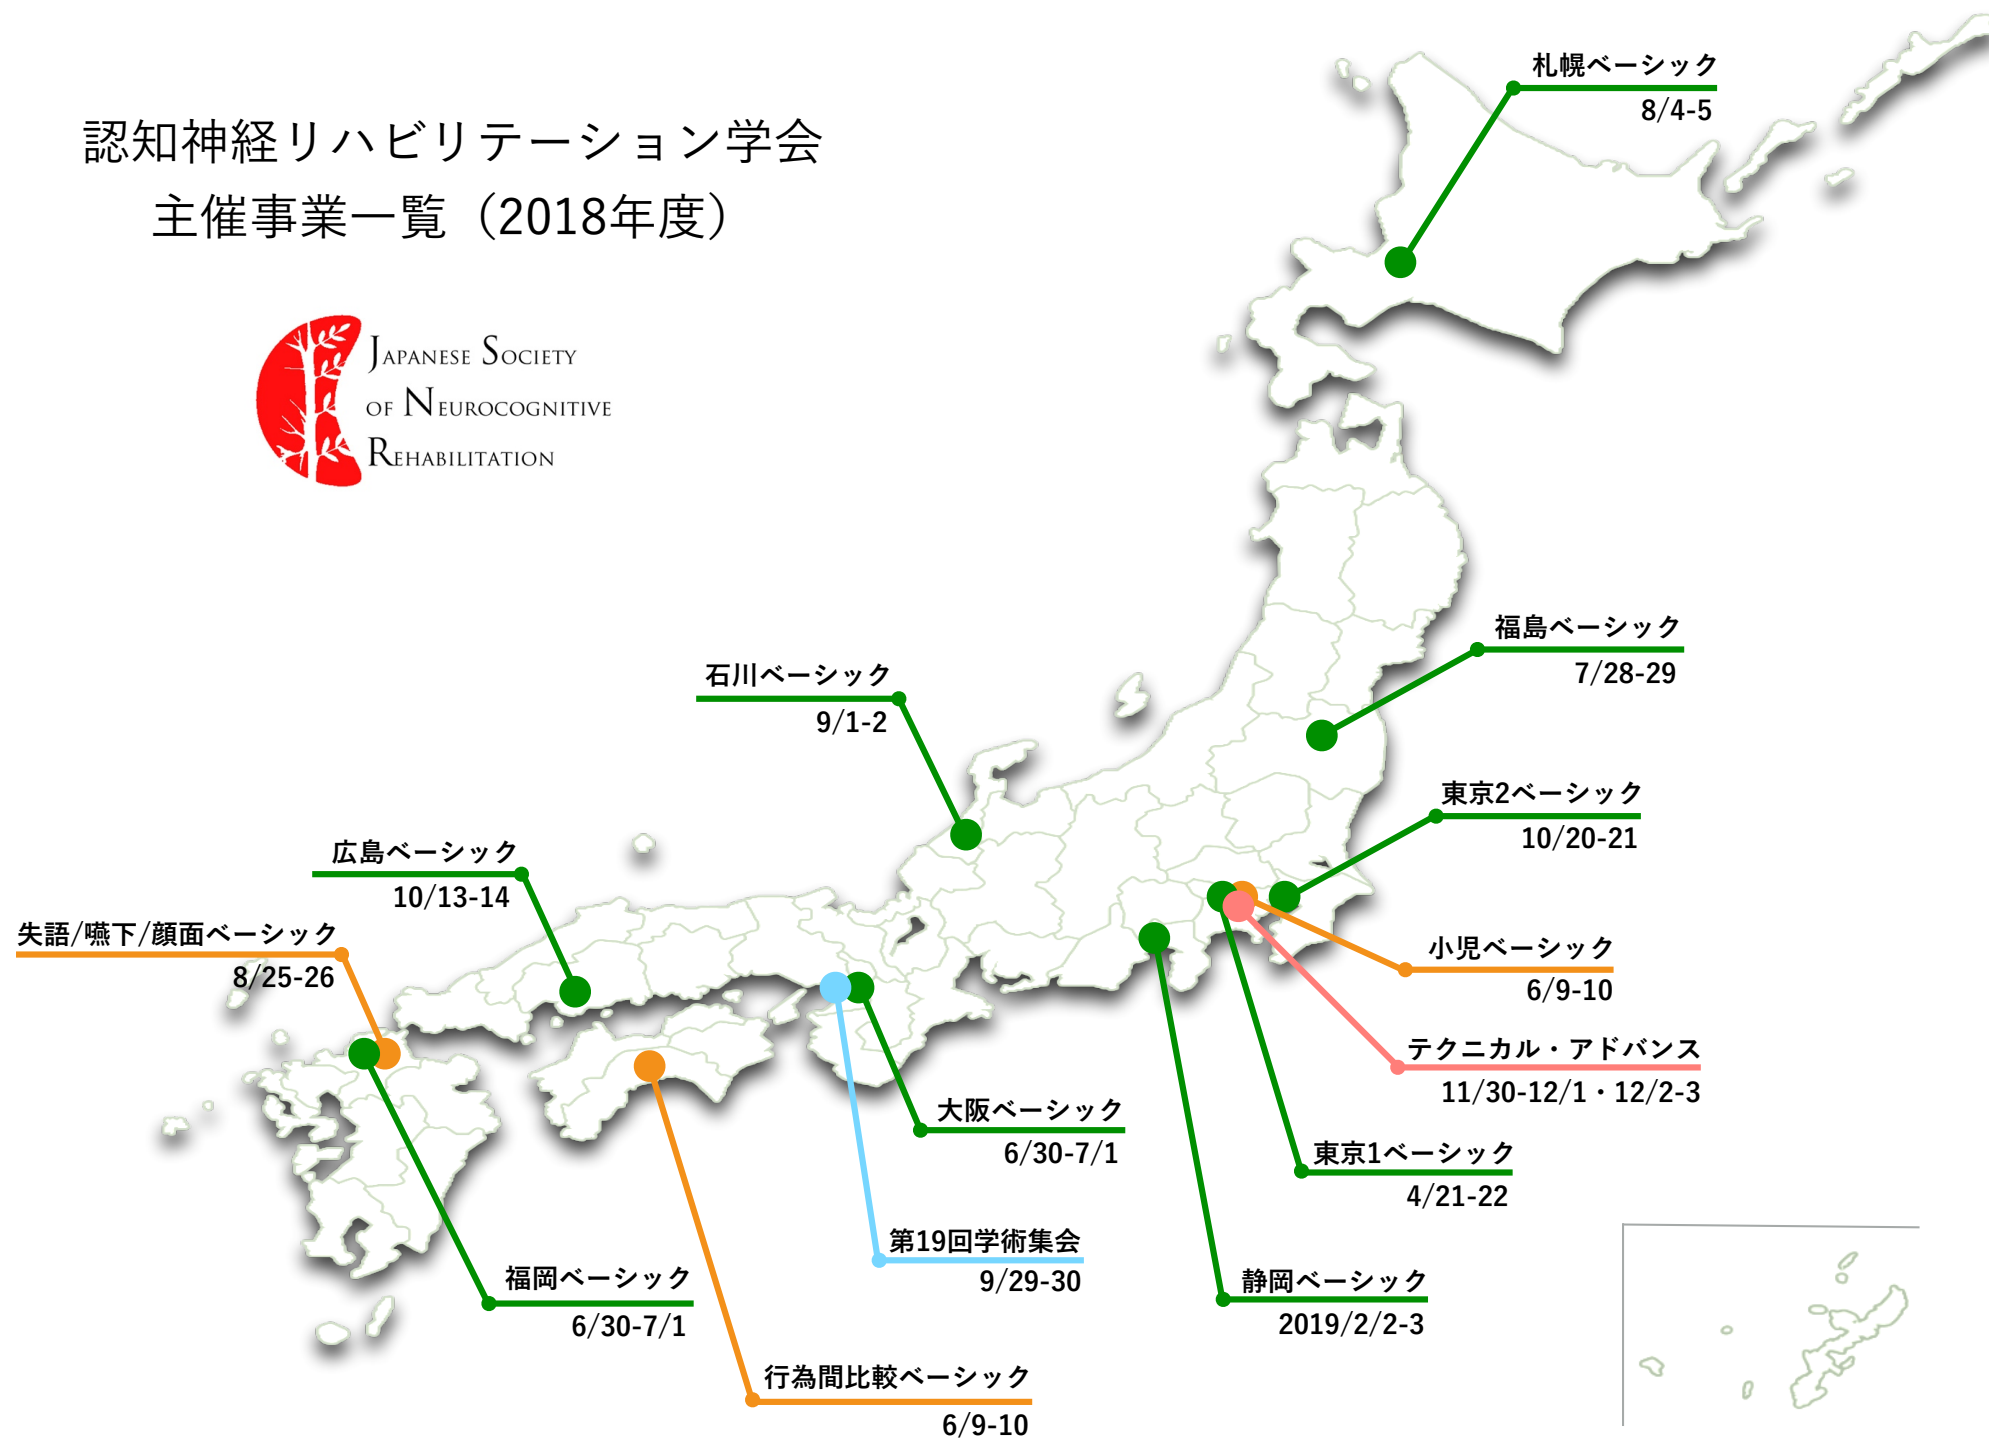 認知神経リハビリテーション学会
主催事業一覧（2018年度）
JAPANESE SOCIETY
OF NEUROCOGNITIVE
REHABILITATION
札幌ベーシック
8/4-5
福島ベーシック
7/28-29
石川ベーシック
9/1-2
東京2ベーシック
10/20-21
広島ベーシック
10/13-14
失語/嚥下/顔面ベーシック
8/25-26
小児ベーシック
6/9-10
テクニカル・アドバンス
11/30-12/1・12/2-3
大阪ベーシック
6/30-7/1
東京1ベーシック
4/21-22
第19回学術集会
9/29-30
福岡ベーシック
6/30-7/1
静岡ベーシック
2019/2/2-3
行為間比較ベーシック
6/9-10